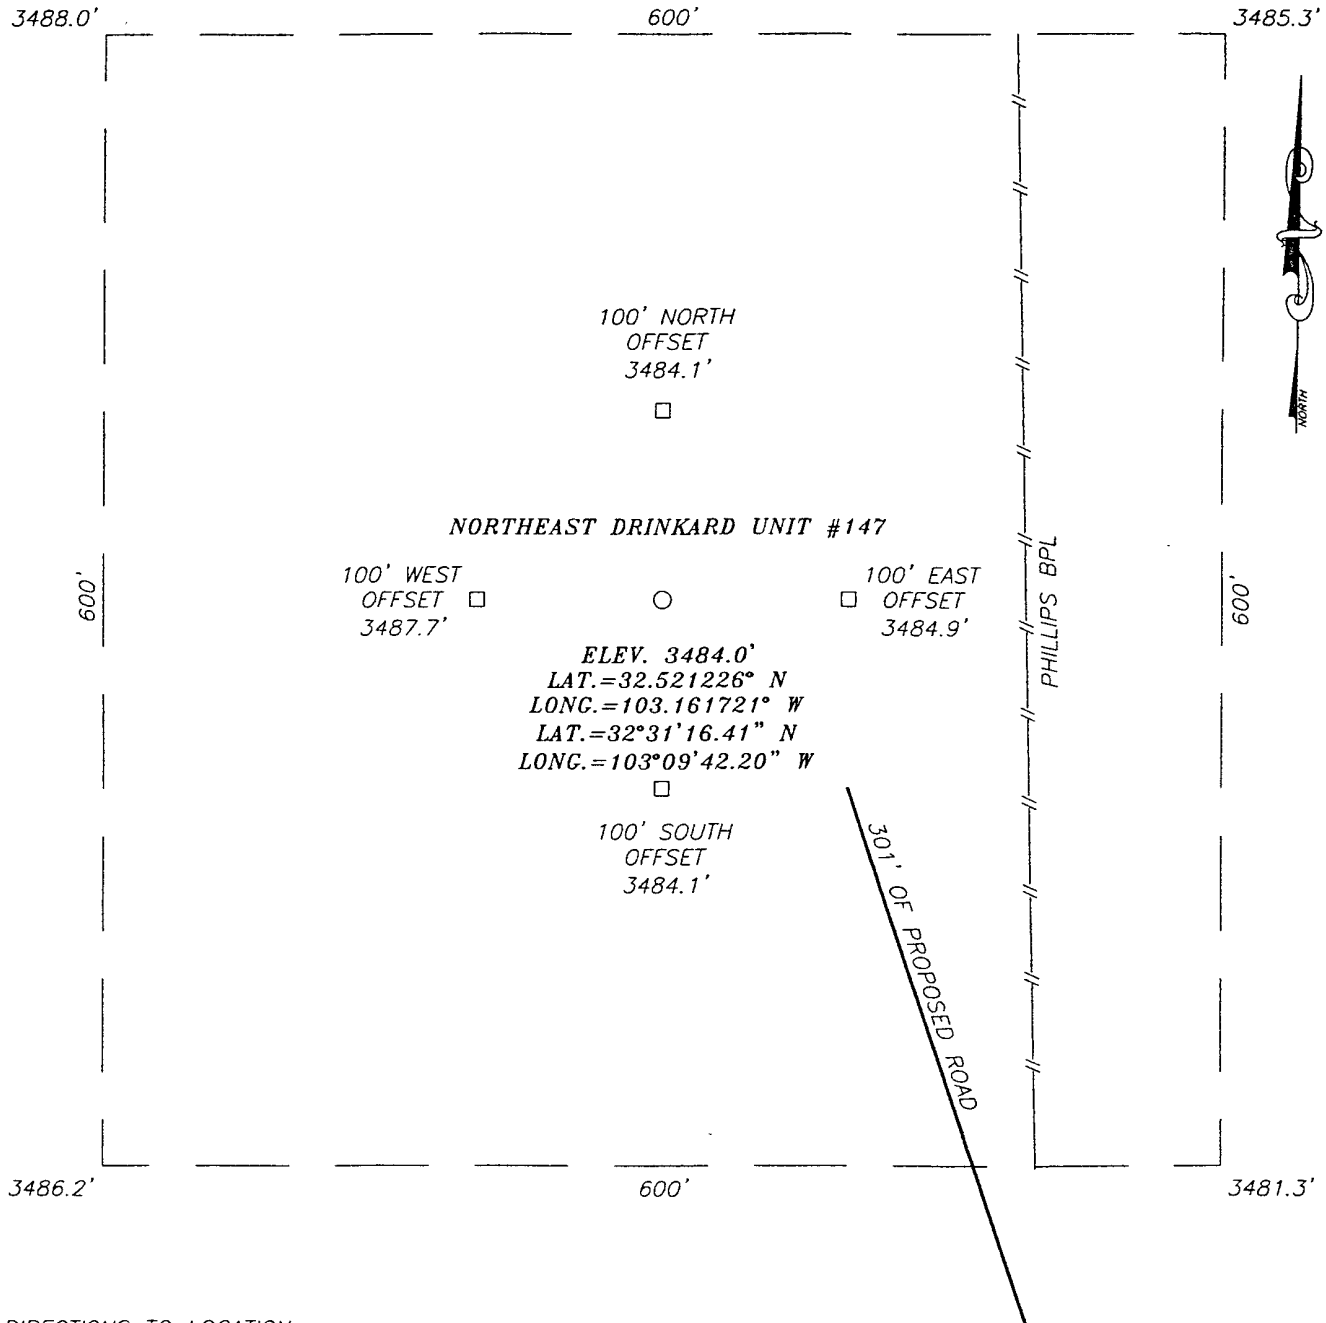 3488.0'
600'
3485.3'
NORTH
100' NORTH
OFFSET
3484.1'
NORTHEAST DRINKARD UNIT #147
100' WEST
OFFSET
3487.7'
100' EAST
OFFSET
3484.9'
600'
PHILLIPS BPL
600'
ELEV. 3484.0'
LAT.=32.521226° N
LONG.=103.161721° W
LAT.=32°31'16.41" N
LONG.=103°09'42.20" W
100' SOUTH
OFFSET
3484.1'
301' OF PROPOSED ROAD
3486.2'
600'
3481.3'
DIRECTIONS TO LOCATION